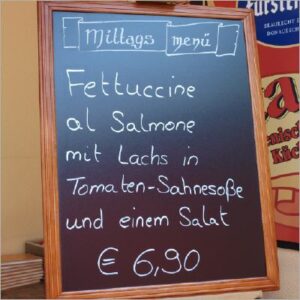 Mittags menü
Fettuccine
al Salmone
mit Lachs in
Tomaten-Sahnesoße
und einem Salat
€ 6,90